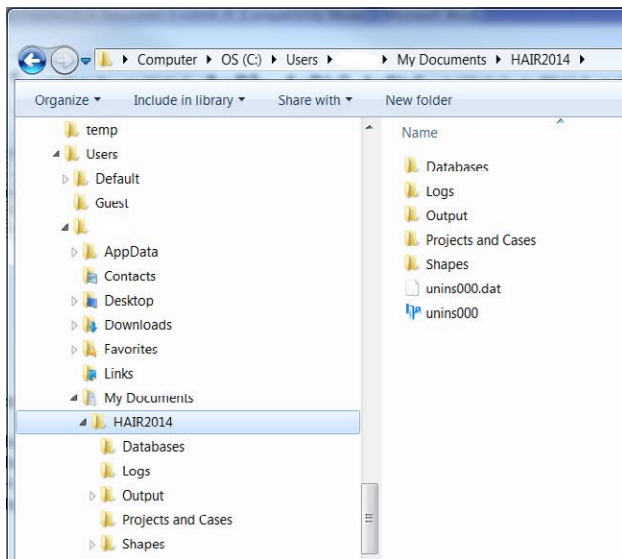 Computer OS (C:) Users My Documents HAIR2014
Organize Include in library Share with New folder
temp
Users
Default
Guest
AppData
Contacts
Desktop
Downloads
Favorites
Links
My Documents
HAIR2014
Databases
Logs
Output
Projects and Cases
Shapes
Name
Databases
Logs
Output
Projects and Cases
Shapes
unins000.dat
unins000